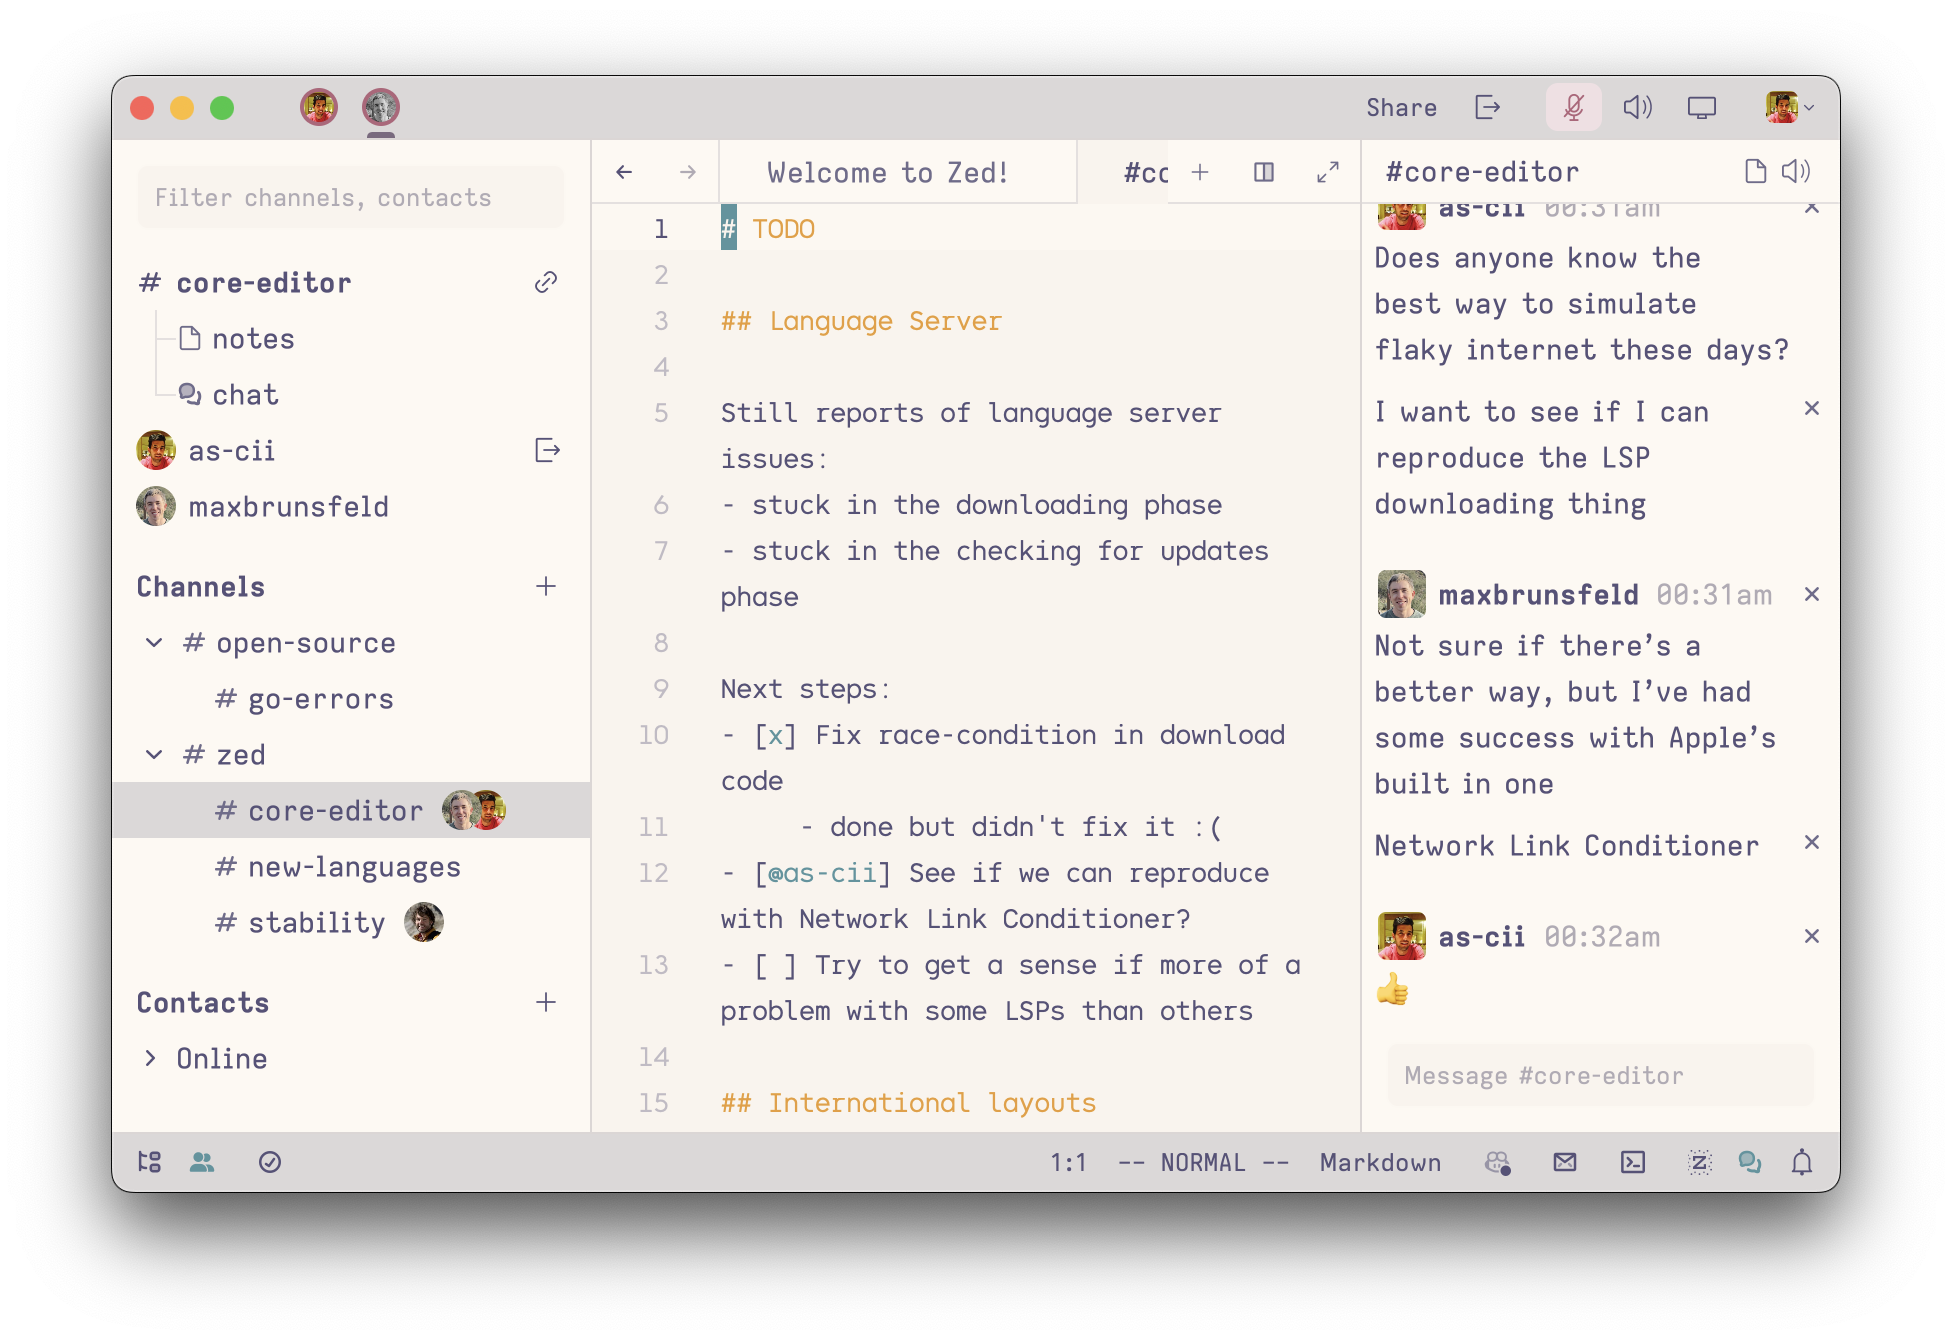 Share
Filter channels, contacts
# core-editor
notes
chat
as-cii
maxbrunsfeld
Channels
# open-source
# go-errors
# zed
# core-editor
# new-languages
# stability
Contacts
Online
Welcome to Zed!
#co
1 # TODO
2
3 ## Language Server
4
5 Still reports of language server
issues:
6 - stuck in the downloading phase
7 - stuck in the checking for updates
phase
8
9 Next steps:
10 - [x] Fix race-condition in download
code
11 - done but didn't fix it :(
12 - [@as-cii] See if we can reproduce
with Network Link Conditioner?
13 - [ ] Try to get a sense if more of a
problem with some LSPs than others
14
15 ## International layouts
#core-editor
as-cii 00:31am
Does anyone know the
best way to simulate
flaky internet these days?
I want to see if I can
reproduce the LSP
downloading thing
maxbrunsfeld 00:31am
Not sure if there’s a
better way, but I’ve had
some success with Apple’s
built in one
Network Link Conditioner
as-cii 00:32am
👍
Message #core-editor
1:1 -- NORMAL -- Markdown